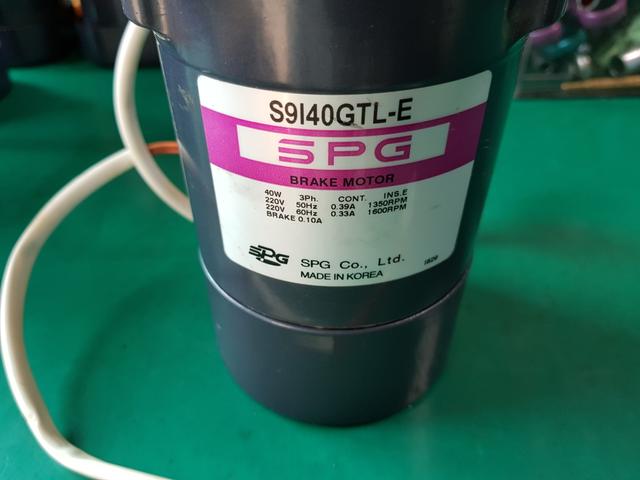 S9I40GTL-E
SPG
BRAKE MOTOR
40W 3Ph. CONT. INS.E
220V 50Hz 0.39A 1350RPM
220V 60Hz 0.33A 1600RPM
BRAKE 0.10A
SPG SPG Co., Ltd.
MADE IN KOREA